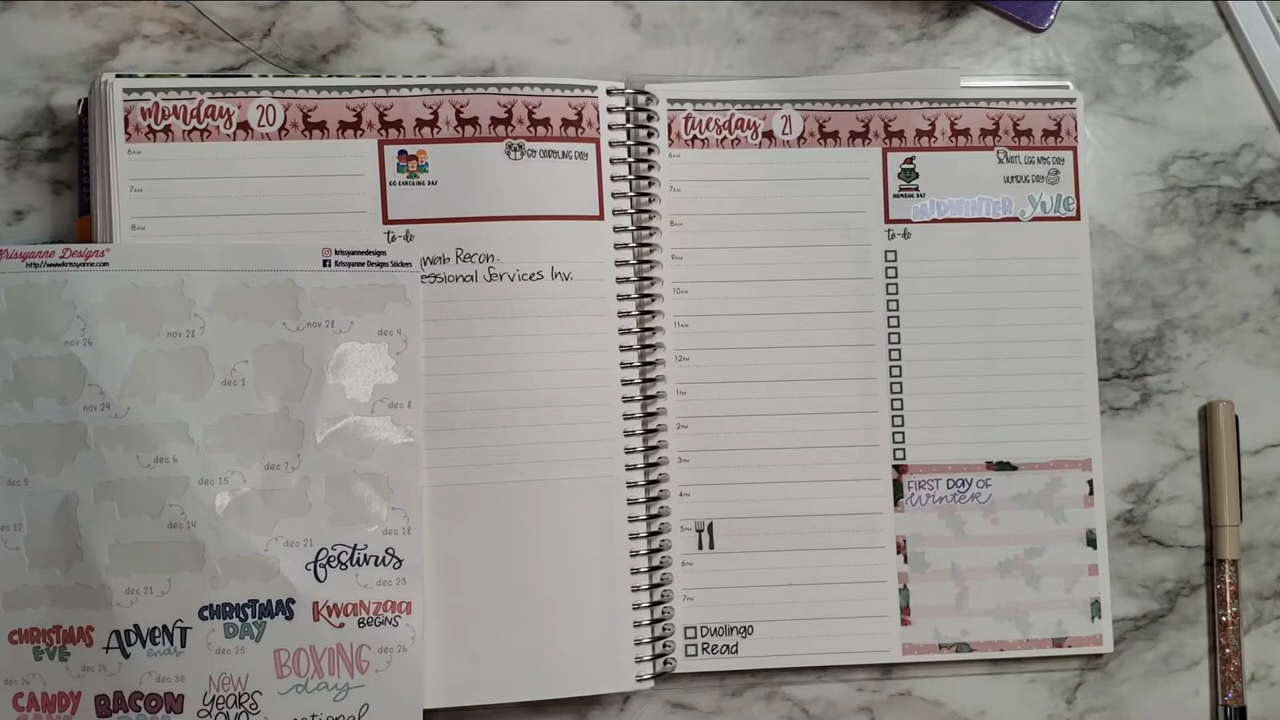 monday 20
6AM
7AM
8AM
GO CAROLING DAY
GO CAROLING DAY
to-do
Recon.
Services Inv.
Krissyanne Designs®
http://www.krissyanne.com
krissyannedesigns
Krissyanne Designs Stickers
nov 26
nov 28
nov 28
dec 4
nov 29
dec 1
dec 8
dec 5
dec 6
dec 7
dec 15
dec 14
dec 18
dec 21
dec 21
festivus
dec 23
CHRISTMAS EVE
dec 24
ADVENT ends
CHRISTMAS DAY
dec 25
KWANZAA BEGINS
dec 26
BOXING day
CANDY
BACON
dec 30
NEW YEARS
national
tuesday 21
6AM
7AM
8AM
9AM
10AM
11AM
12PM
1PM
2PM
3PM
4PM
5PM
6PM
7PM
Duolingo
Read
NATL EGG NOG DAY
HUMBUG DAY
HUMBUG DAY
MIDWINTER YULE
to-do
FIRST DAY OF
Winter